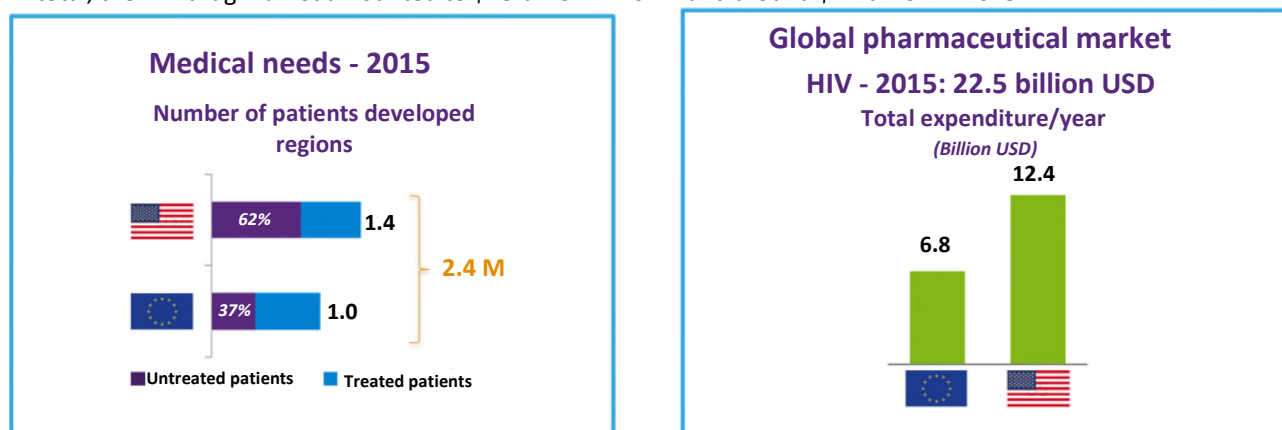 Medical needs - 2015
Number of patients developed
regions
62%
1.4
2.4 M
37%
1.0
Untreated patients
Treated patients
Global pharmaceutical market
HIV - 2015: 22.5 billion USD
Total expenditure/year
(Billion USD)
12.4
6.8